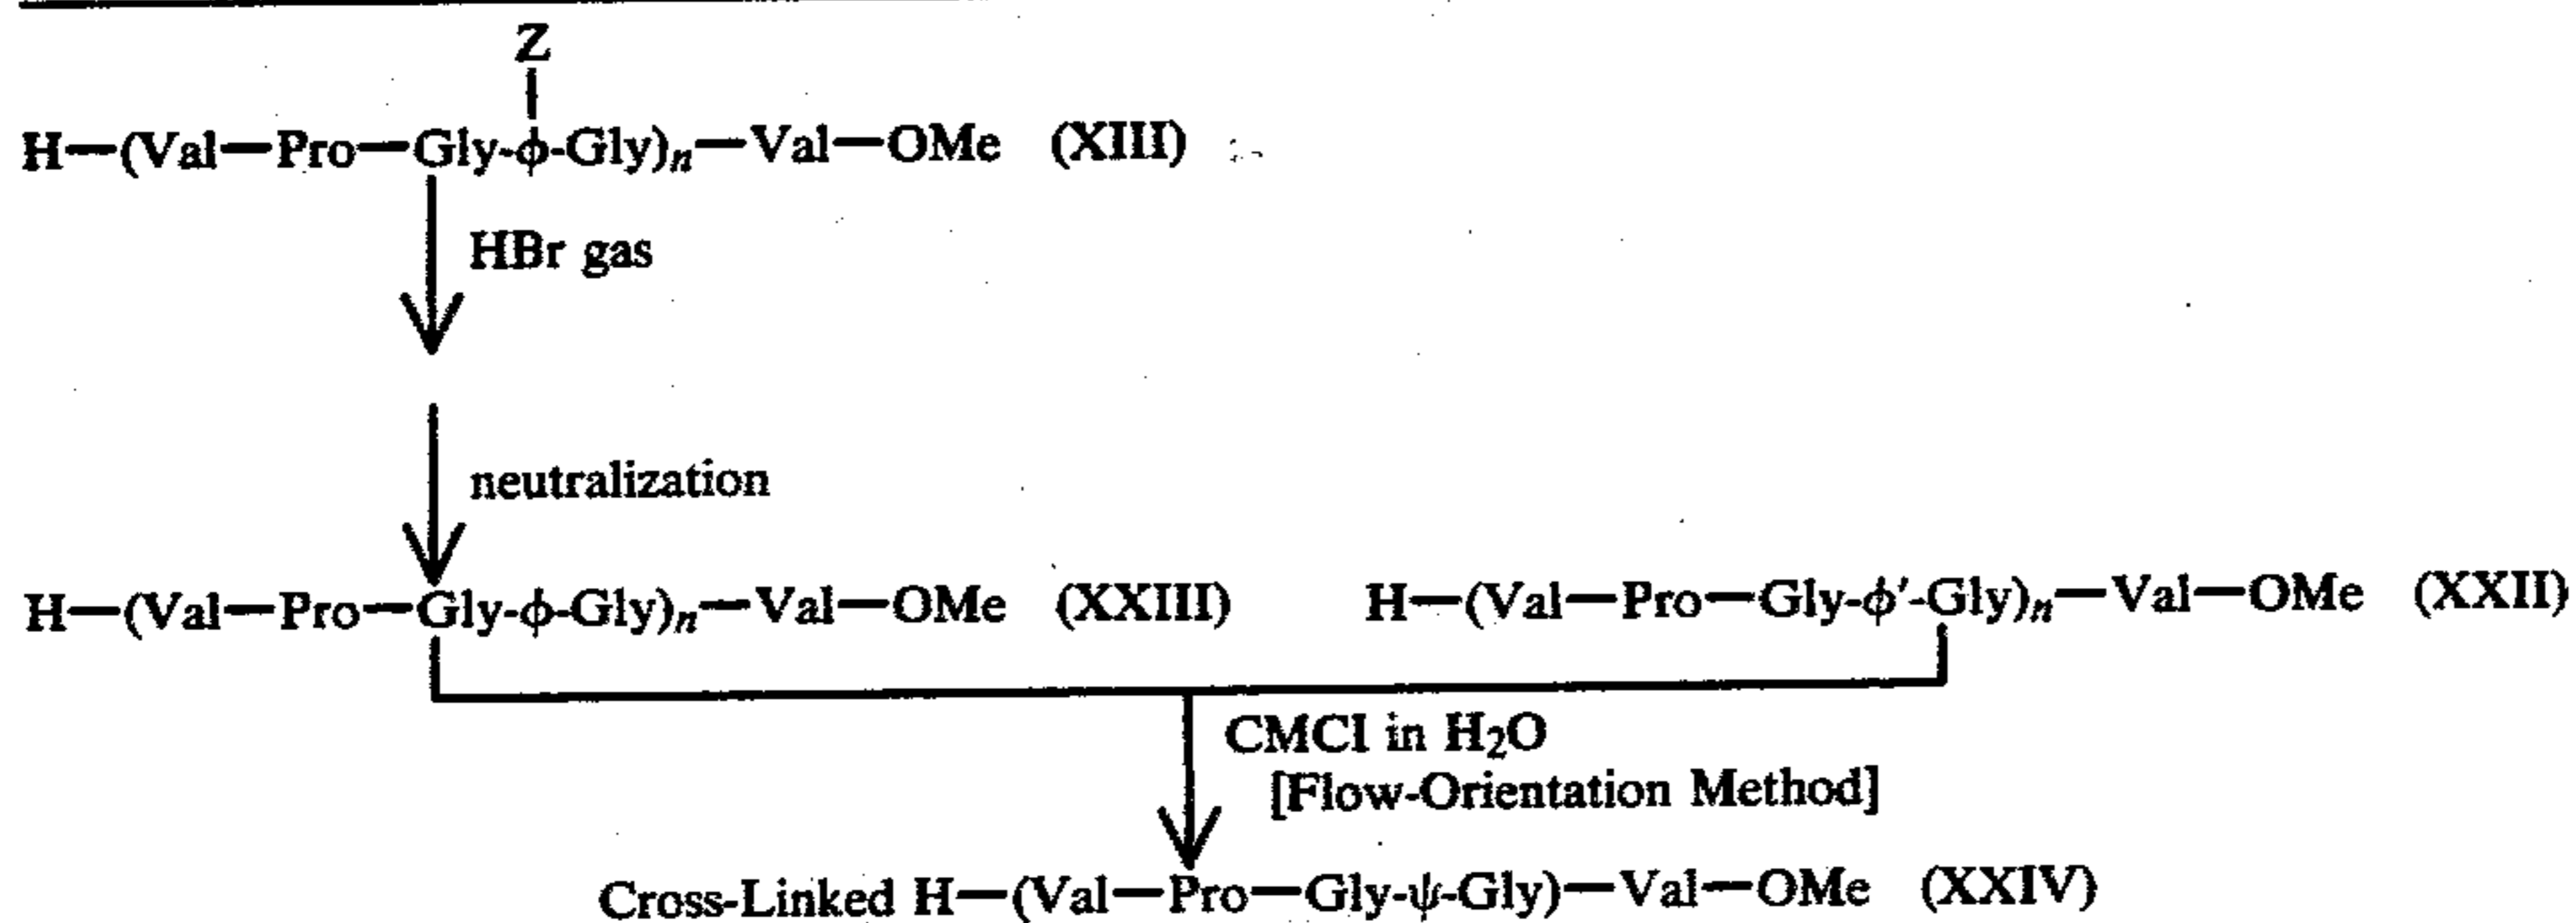 Z
H—(Val—Pro—Gly-ϕ-Gly)n—Val—OMe (XIII)
HBr gas
neutralization
H—(Val—Pro—Gly-ϕ-Gly)n—Val—OMe (XXIII) H—(Val—Pro—Gly-ϕ'-Gly)n—Val—OMe (XXII)
CMCI in H2O
[Flow-Orientation Method]
Cross-Linked H—(Val—Pro—Gly-ψ-Gly)—Val—OMe (XXIV)